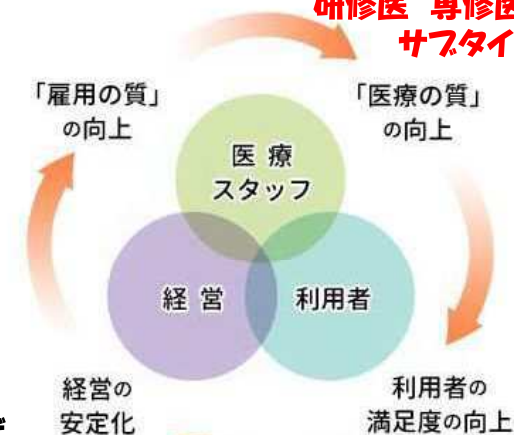 研修医 専修医
サブタイ
「雇用の質」
の向上
「医療の質」
の向上
医療
スタッフ
経営
利用者
経営の
安定化
利用者の
満足度の向上